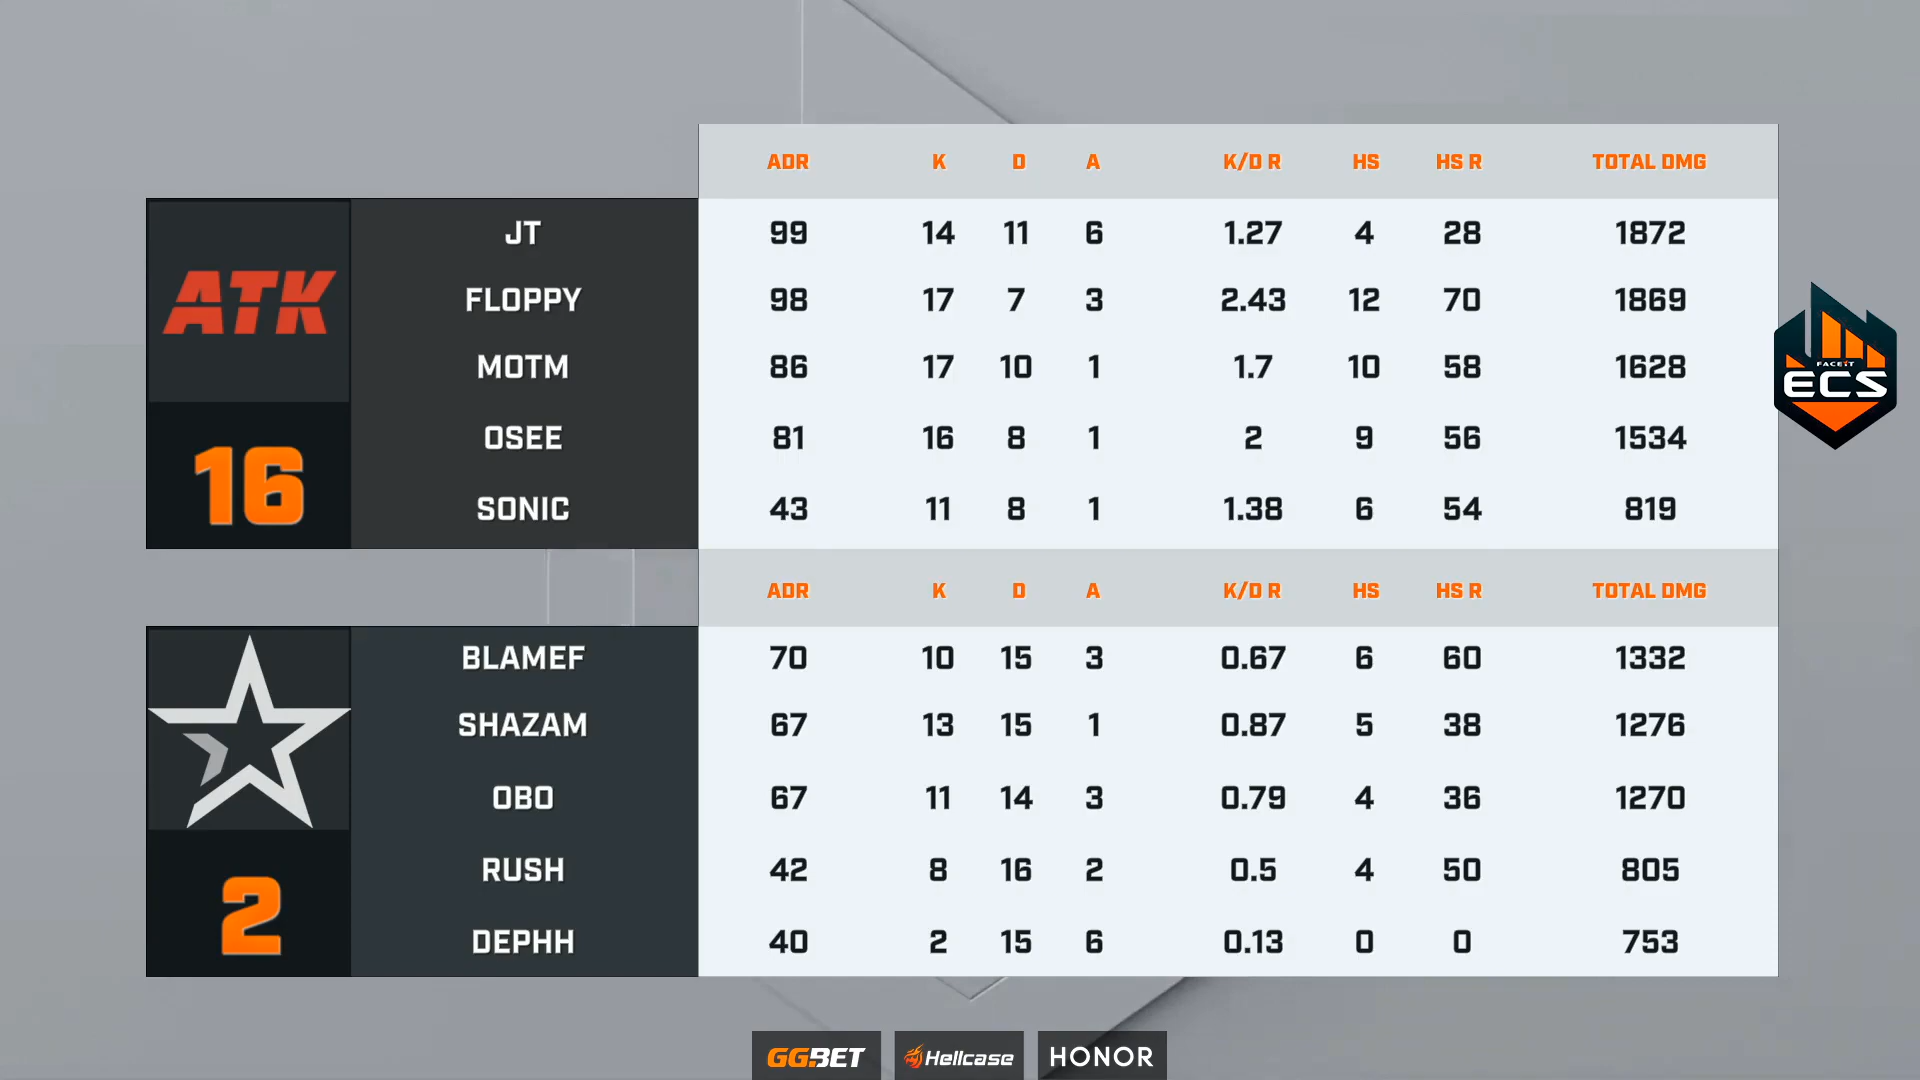 ADR K D A K/D R HS HS R TOTAL DMG
ATK
16
JT 99 14 11 6 1.27 4 28 1872
FLOPPY 98 17 7 3 2.43 12 70 1869
MOTM 86 17 10 1 1.7 10 58 1628
OSEE 81 16 8 1 2 9 56 1534
SONIC 43 11 8 1 1.38 6 54 819
FACEIT
ECS
ADR K D A K/D R HS HS R TOTAL DMG
2
BLAMEF 70 10 15 3 0.67 6 60 1332
SHAZAM 67 13 15 1 0.87 5 38 1276
OBO 67 11 14 3 0.79 4 36 1270
RUSH 42 8 16 2 0.5 4 50 805
DEPHH 40 2 15 6 0.13 0 0 753
GG.BET Hellcase HONOR